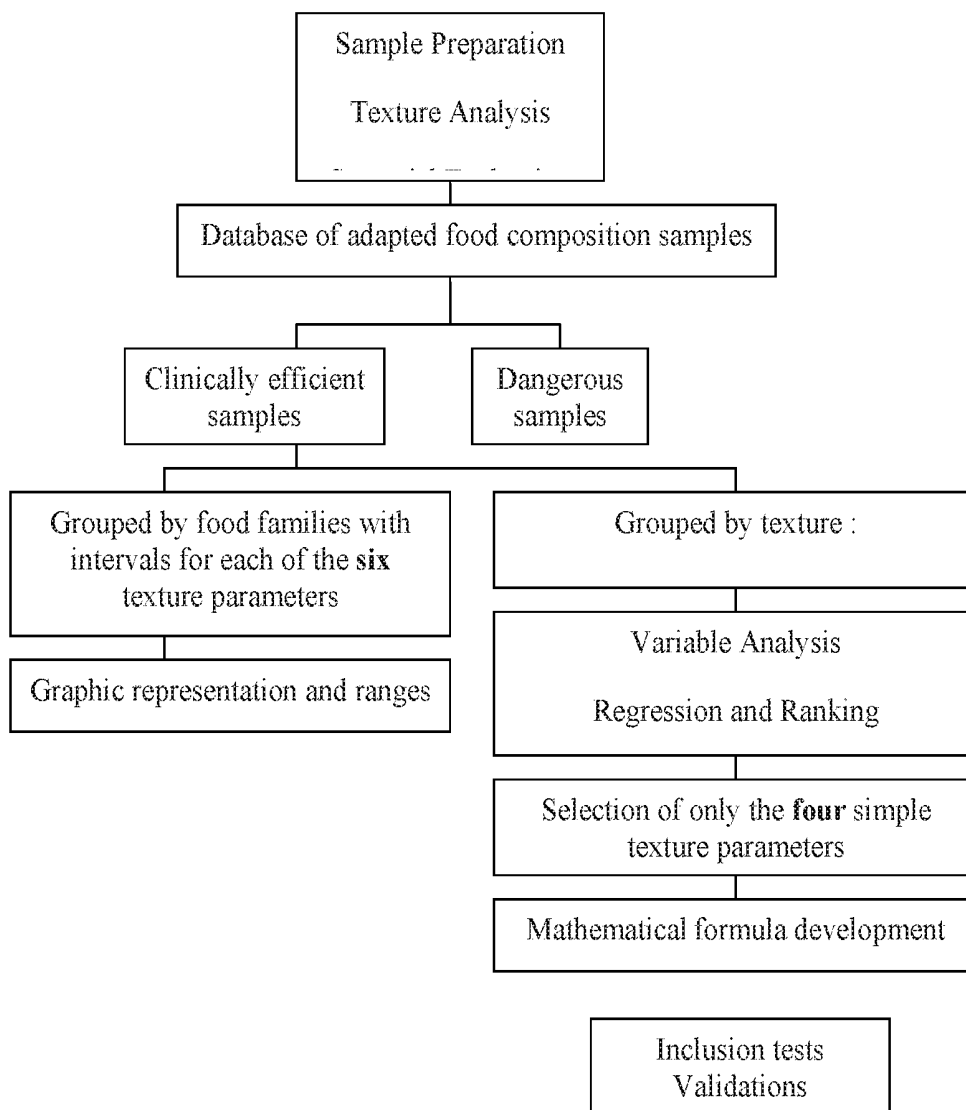 Sample Preparation
Texture Analysis
Database of adapted food composition samples
Clinically efficient
samples
Dangerous
samples
Grouped by food families with
intervals for each of the six
texture parameters
Grouped by texture :
Graphic representation and ranges
Variable Analysis
Regression and Ranking
Selection of only the four simple
texture parameters
Mathematical formula development
Inclusion tests
Validations